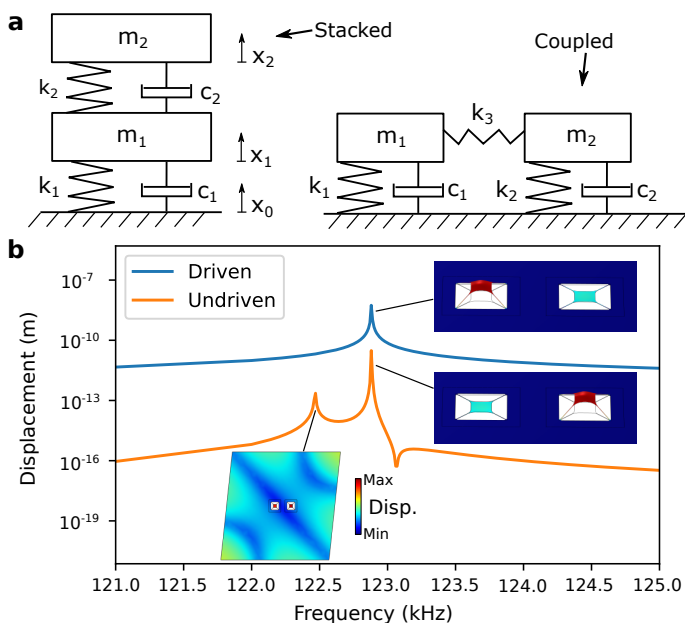 a
m₂
x₂
Stacked
k₂
c₂
m₁
x₁
k₁
c₁
x₀
Coupled
k₃
m₁
m₂
k₁
c₁
k₂
c₂
b
Driven
Undriven
Displacement (m)
10⁻⁷
10⁻¹⁰
10⁻¹³
10⁻¹⁶
10⁻¹⁹
Max
Disp.
Min
121.0 121.5 122.0 122.5 123.0 123.5 124.0 124.5 125.0
Frequency (kHz)